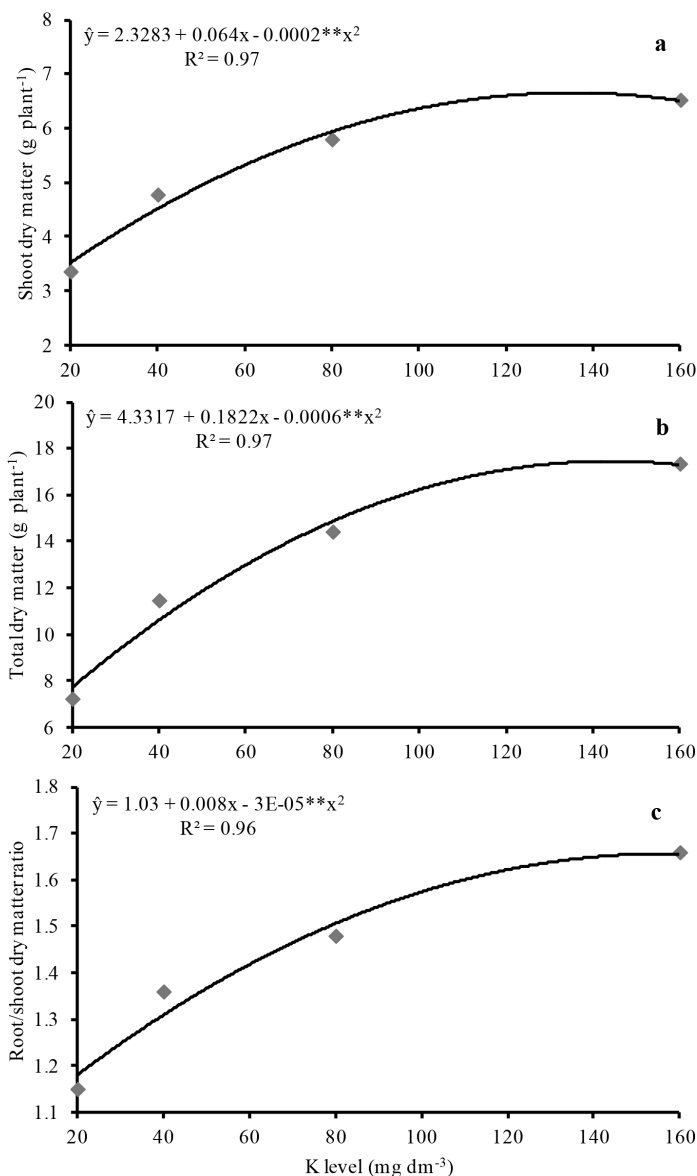 8
7
6
5
4
3
2
Shoot dry matter (g plant⁻¹)
ŷ = 2.3283 + 0.064x - 0.0002**x²
R² = 0.97
a
20 40 60 80 100 120 140 160
20
18
16
14
12
10
8
6
Total dry matter (g plant⁻¹)
ŷ = 4.3317 + 0.1822x - 0.0006**x²
R² = 0.97
b
20 40 60 80 100 120 140 160
1.8
1.7
1.6
1.5
1.4
1.3
1.2
1.1
Root/shoot dry matter ratio
ŷ = 1.03 + 0.008x - 3E-05**x²
R² = 0.96
c
20 40 60 80 100 120 140 160
K level (mg dm⁻³)